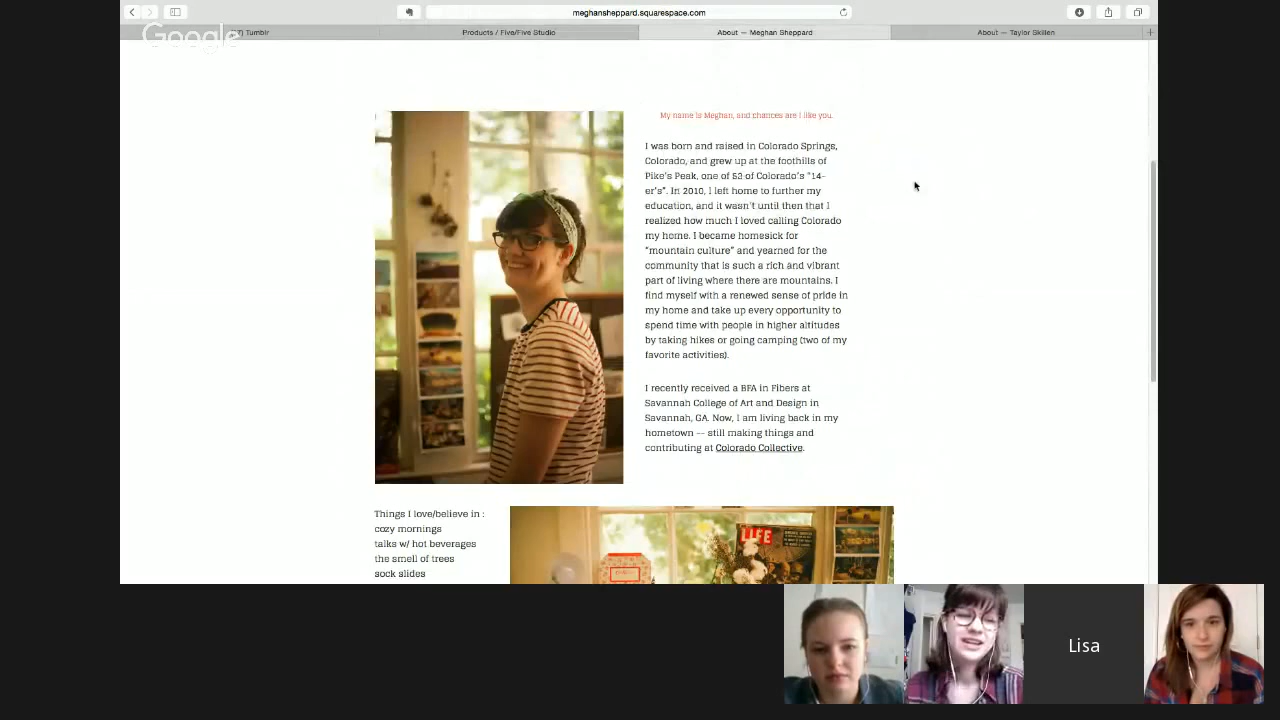 meghansheppard.squarespace.com
Google
Tumblr
Products / Five/Five Studio
About — Meghan Sheppard
About — Taylor Skillen
My name is Meghan, and chances are I like you.
I was born and raised in Colorado Springs,
Colorado, and grew up at the foothills of
Pike's Peak, one of 52 of Colorado's "14-
er's". In 2010, I left home to further my
education, and it wasn't until then that I
realized how much I loved calling Colorado
my home. I became homesick for
"mountain culture" and yearned for the
community that is such a rich and vibrant
part of living where there are mountains. I
find myself with a renewed sense of pride in
my home and take up every opportunity to
spend time with people in higher altitudes
by taking hikes or going camping (two of my
favorite activities).
I recently received a BFA in Fibers at
Savannah College of Art and Design in
Savannah, GA. Now, I am living back in my
hometown -- still making things and
contributing at Colorado Collective.
Things I love/believe in :
cozy mornings
talks w/ hot beverages
the smell of trees
sock slides
LIFE
Lisa